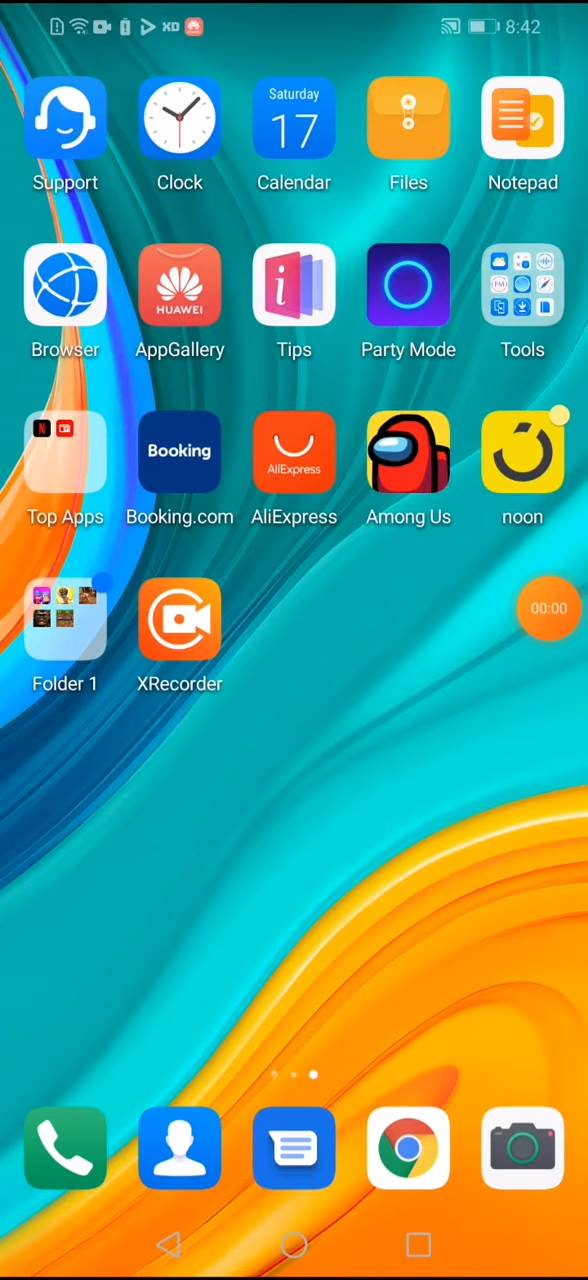 8:42
Saturday
17
Support
Clock
Calendar
Files
Notepad
HUAWEI
Browser
AppGallery
Tips
Party Mode
Tools
Booking
AliExpress
Top Apps
Booking.com
AliExpress
Among Us
noon
00:00
Folder 1
XRecorder